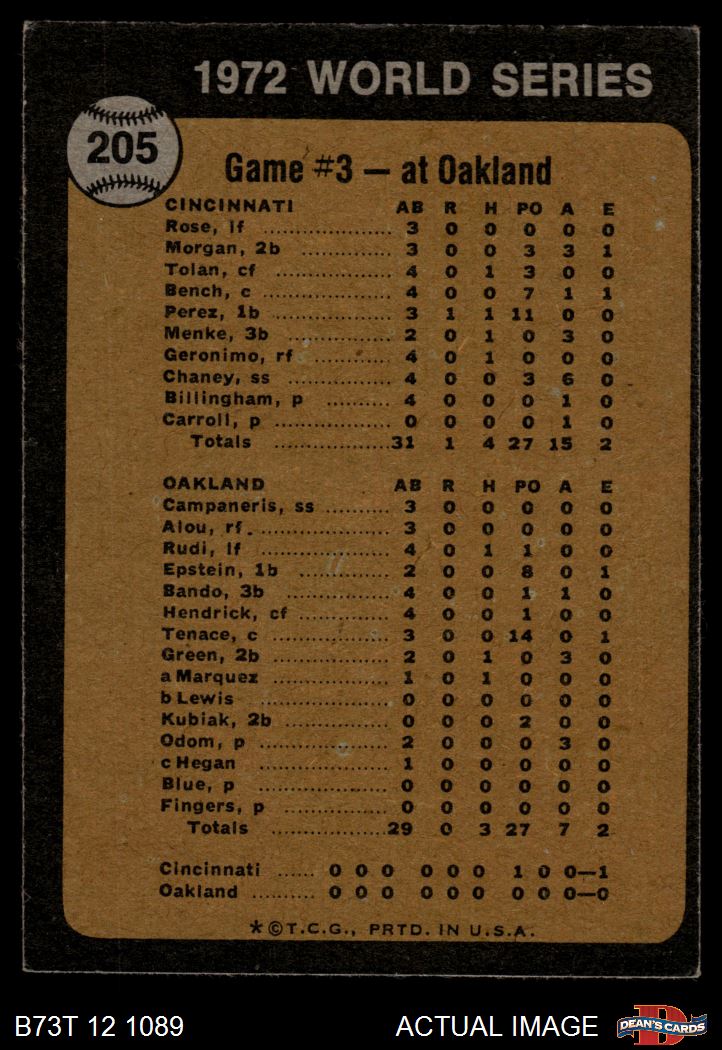 1972 WORLD SERIES
205
Game #3 — at Oakland
CINCINNATI AB R H PO A E
Rose, lf .................... 3 0 0 0 0 0
Morgan, 2b .............. 3 0 0 3 3 1
Tolan, cf .................. 4 0 1 3 0 0
Bench, c .................... 4 0 0 7 1 1
Perez, 1b .................. 3 1 1 11 0 0
Menke, 3b ................ 2 0 1 0 3 0
Geronimo, rf ............ 4 0 1 0 0 0
Chaney, ss ................ 4 0 0 3 6 0
Billingham, p .......... 4 0 0 0 1 0
Carroll, p .................. 0 0 0 0 1 0
Totals .................. 31 1 4 27 15 2
OAKLAND AB R H PO A E
Campaneris, ss .......... 3 0 0 0 0 0
Alou, rf .................... 3 0 0 0 0 0
Rudi, lf .................... 4 0 1 1 0 0
Epstein, 1b .............. 2 0 0 8 0 1
Bando, 3b ................ 4 0 0 1 1 0
Hendrick, cf ............ 4 0 0 1 0 0
Tenace, c .................. 3 0 0 14 0 1
Green, 2b ................ 2 0 1 0 3 0
a Marquez ................ 1 0 1 0 0 0
b Lewis .................... 0 0 0 0 0 0
Kubiak, 2b .............. 0 0 0 2 0 0
Odom, p .................. 2 0 0 0 3 0
c Hegan .................. 1 0 0 0 0 0
Blue, p .................... 0 0 0 0 0 0
Fingers, p ................ 0 0 0 0 0 0
Totals .................. 29 0 3 27 7 2
Cincinnati ...... 0 0 0 0 0 0 1 0 0—1
Oakland .......... 0 0 0 0 0 0 0 0 0—0
*©T.C.G., PRTD. IN U.S.A.
B73T 12 1089 ACTUAL IMAGE D DEAN'S CARDS